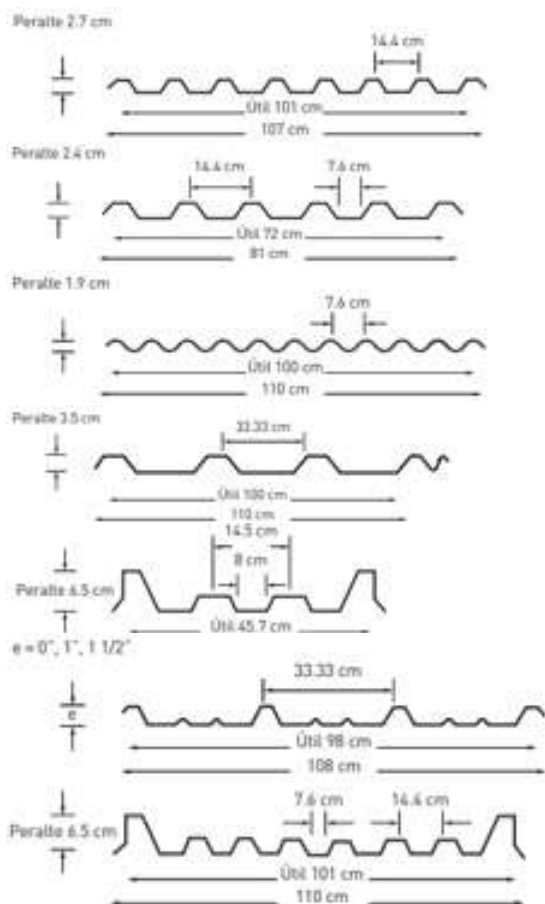 Peralte 2.7 cm
14.4 cm
Útil 101 cm
107 cm
Peralte 2.4 cm
14.4 cm 7.6 cm
Útil 72 cm
81 cm
Peralte 1.9 cm
7.6 cm
Útil 100 cm
110 cm
Peralte 3.5 cm
33.33 cm
Útil 100 cm
110 cm
14.5 cm
8 cm
Peralte 6.5 cm
Útil 45.7 cm
e = 0", 1", 1 1/2"
33.33 cm
e
Útil 98 cm
108 cm
7.6 cm 14.4 cm
Peralte 6.5 cm
Útil 101 cm
110 cm